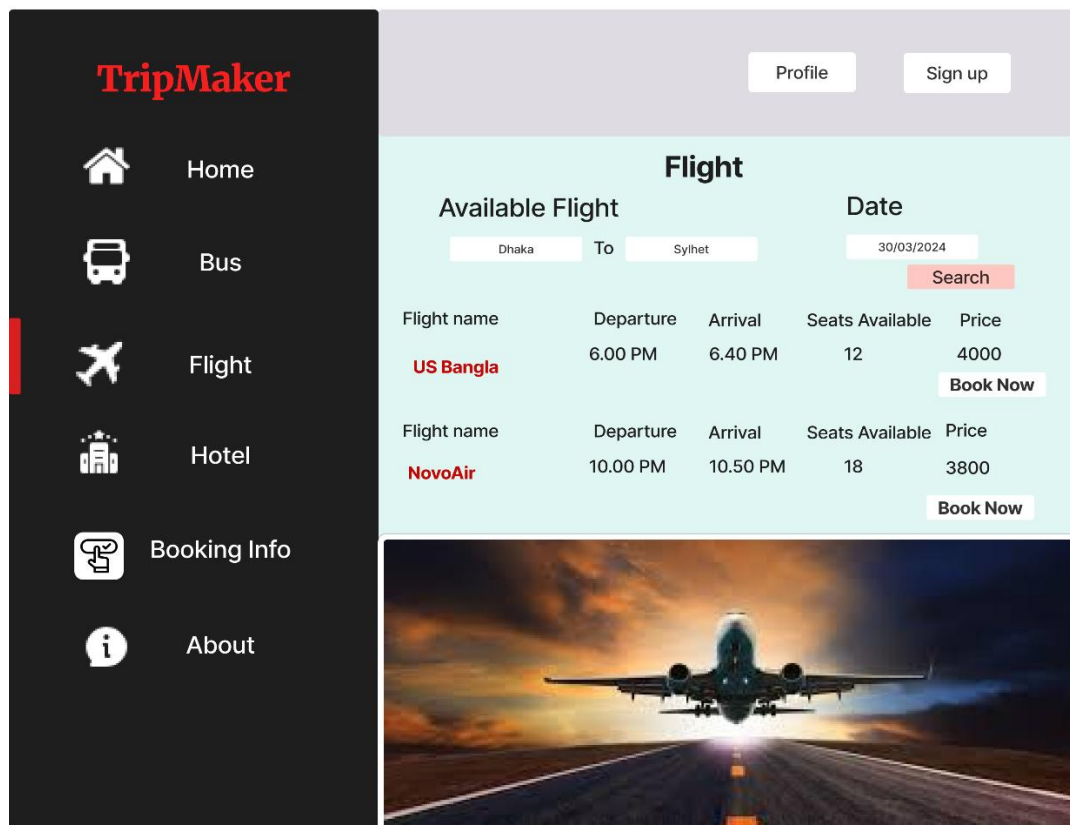 TripMaker
Home
Bus
Flight
Hotel
Booking Info
About
Profile Sign up
Flight
Available Flight Date
Dhaka To Sylhet 30/03/2024
Search
Flight name Departure Arrival Seats Available Price
US Bangla 6.00 PM 6.40 PM 12 4000
Book Now
Flight name Departure Arrival Seats Available Price
NovoAir 10.00 PM 10.50 PM 18 3800
Book Now